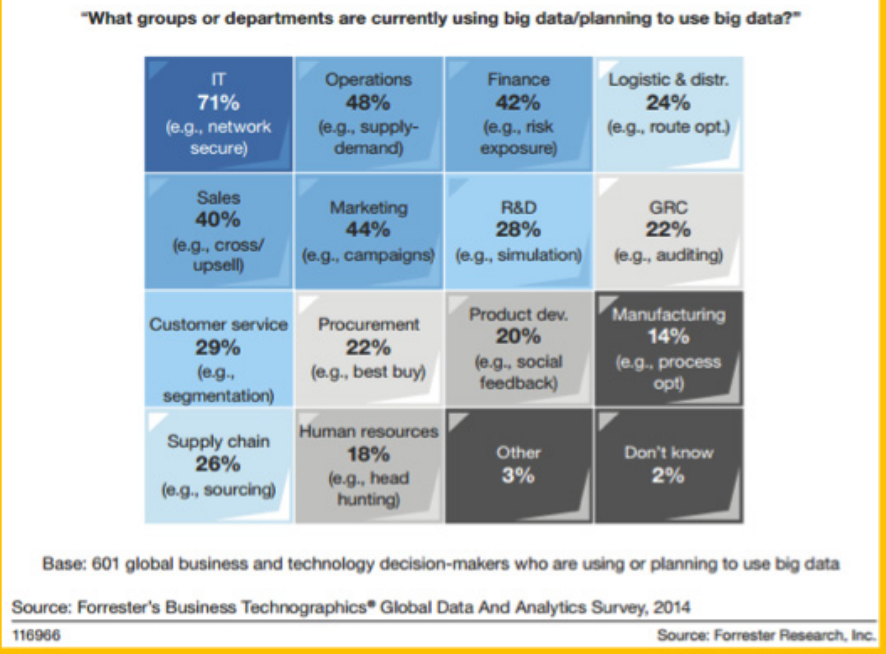 “What groups or departments are currently using big data/planning to use big data?”
IT
71%
(e.g., network
secure)
Operations
48%
(e.g., supply-
demand)
Finance
42%
(e.g., risk
exposure)
Logistic & distr.
24%
(e.g., route opt.)
Sales
40%
(e.g., cross/
upsell)
Marketing
44%
(e.g., campaigns)
R&D
28%
(e.g., simulation)
GRC
22%
(e.g., auditing)
Customer service
29%
(e.g.,
segmentation)
Procurement
22%
(e.g., best buy)
Product dev.
20%
(e.g., social
feedback)
Manufacturing
14%
(e.g., process
opt)
Supply chain
26%
(e.g., sourcing)
Human resources
18%
(e.g., head
hunting)
Other
3%
Don't know
2%
Base: 601 global business and technology decision-makers who are using or planning to use big data
Source: Forrester's Business Technographics® Global Data And Analytics Survey, 2014
116966
Source: Forrester Research, Inc.